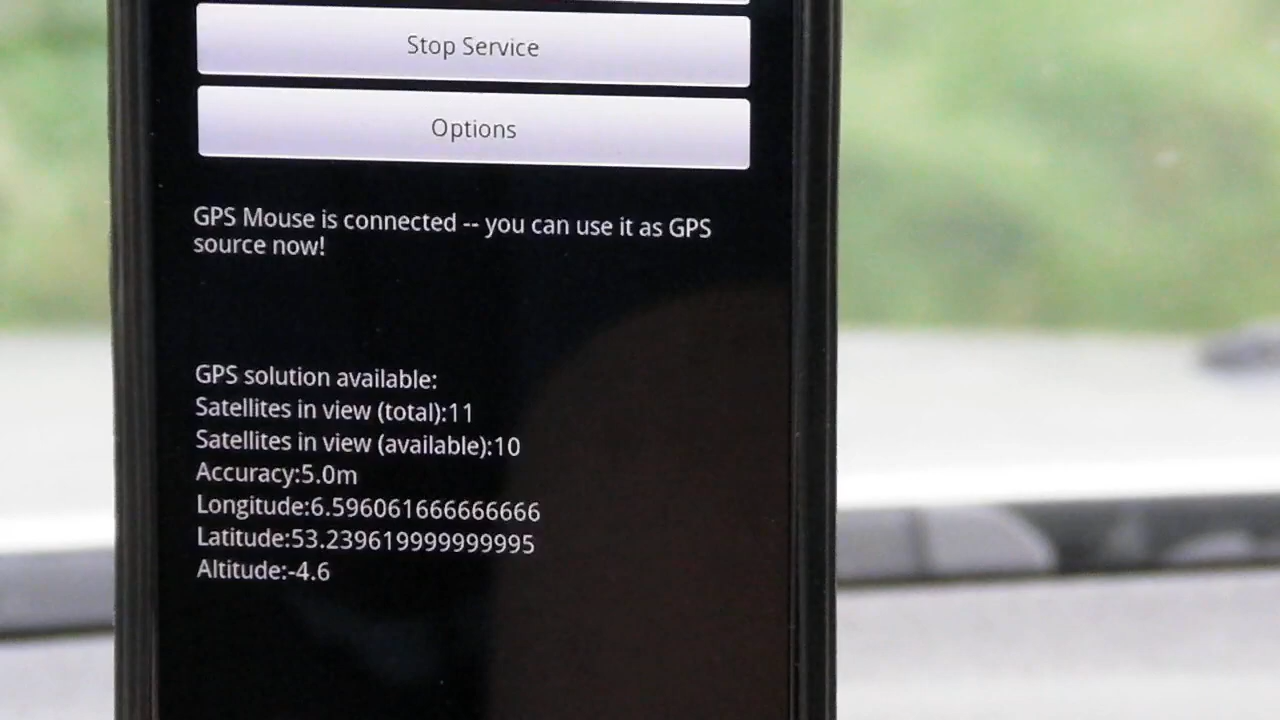 Stop Service
Options
GPS Mouse is connected -- you can use it as GPS
source now!
GPS solution available:
Satellites in view (total):11
Satellites in view (available):10
Accuracy:5.0m
Longitude:6.596061666666666
Latitude:53.239619999999995
Altitude:-4.6